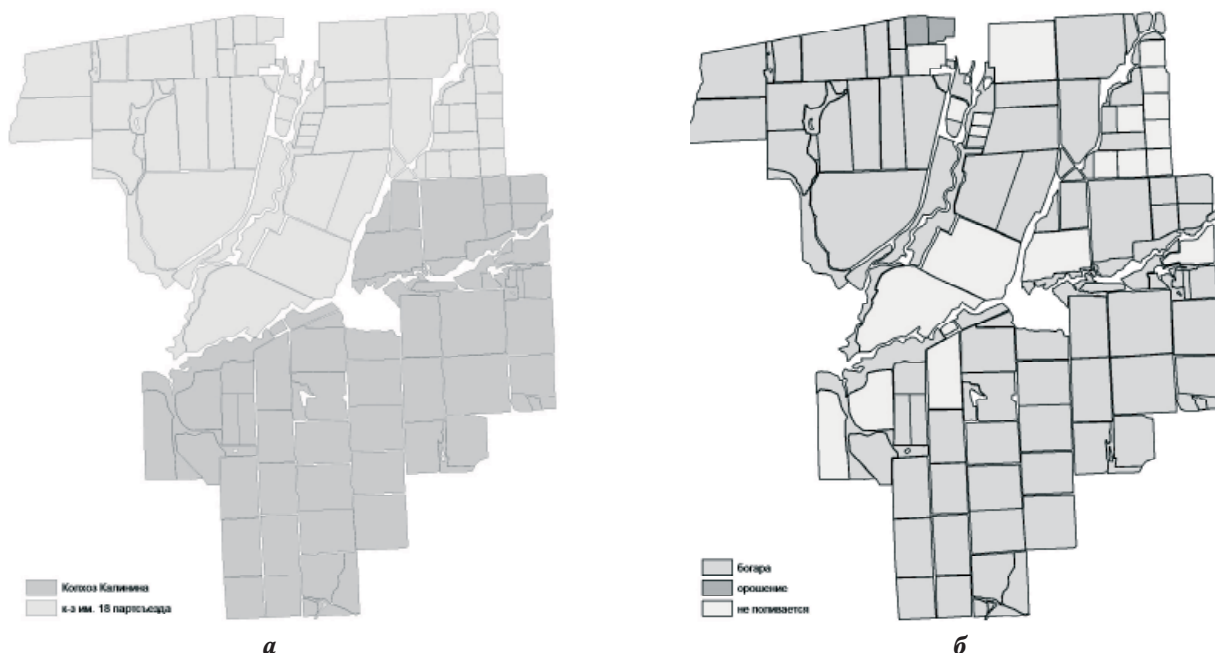 Колхоз Калинина
к-з им. 18 партсъезда
а
богара
орошение
не поливается
б